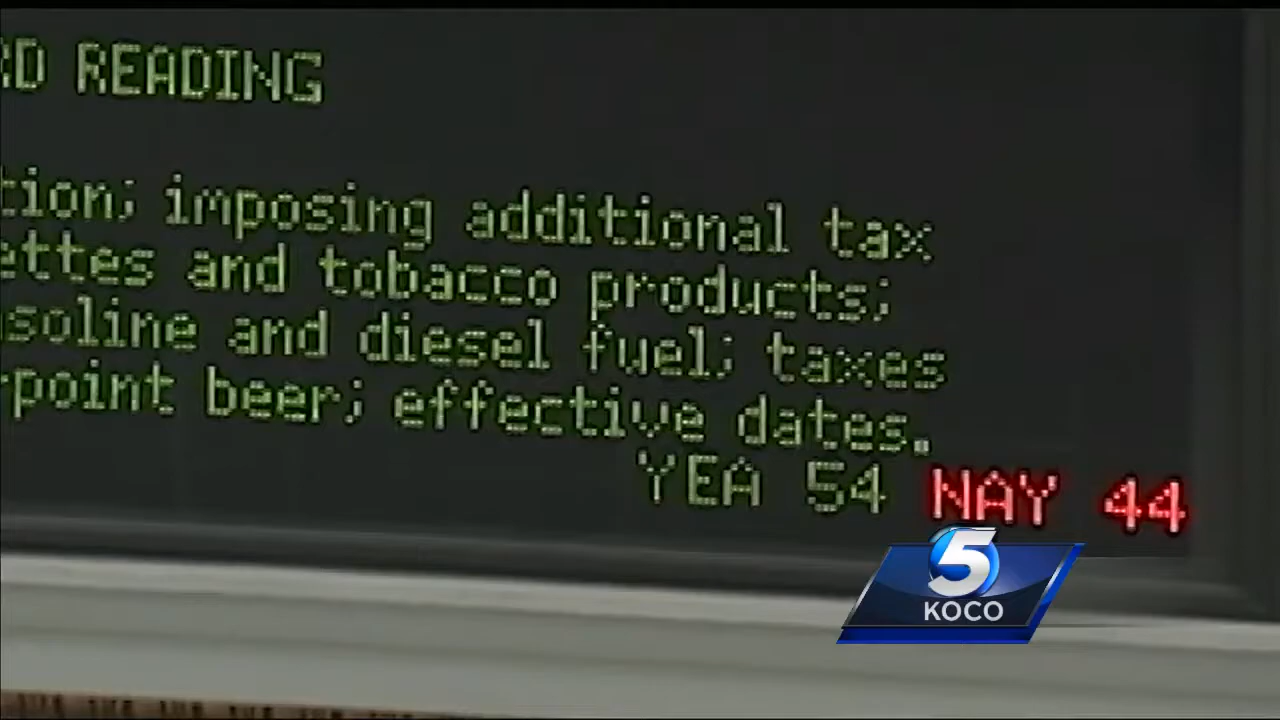 RD READING
tion; imposing additional tax
ettes and tobacco products;
soline and diesel fuel; taxes
point beer; effective dates.
YEA 54 NAY 44
5
KOCO